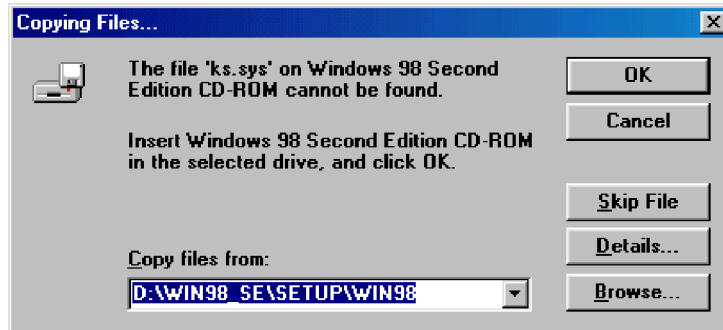 Copying Files...
The file 'ks.sys' on Windows 98 Second
Edition CD-ROM cannot be found.
Insert Windows 98 Second Edition CD-ROM
in the selected drive, and click OK.
Copy files from:
D:\WIN98_SE\SETUP\WIN98
OK
Cancel
Skip File
Details...
Browse...